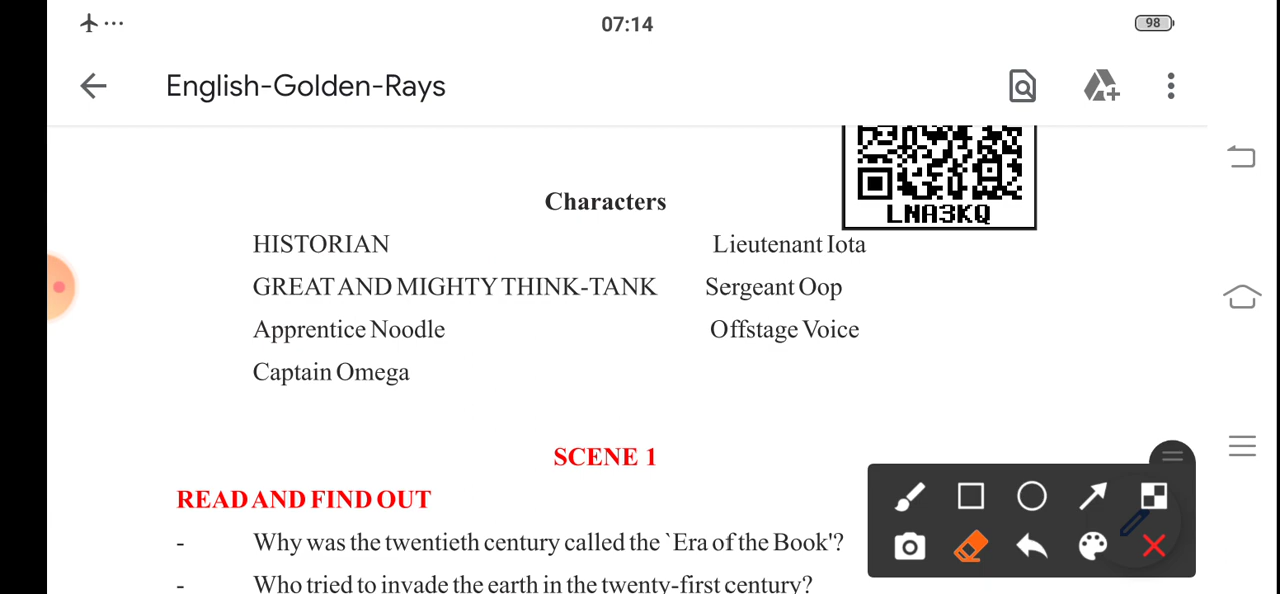 07:14
98
English-Golden-Rays
LNA3KQ
Characters
HISTORIAN Lieutenant Iota
GREAT AND MIGHTY THINK-TANK Sergeant Oop
Apprentice Noodle Offstage Voice
Captain Omega
SCENE 1
READ AND FIND OUT
- Why was the twentieth century called the `Era of the Book'?
- Who tried to invade the earth in the twenty-first century?